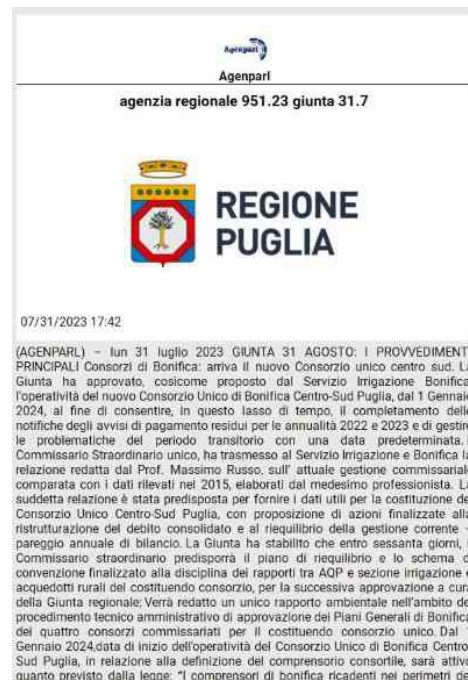 Agenparl
Agenparl
agenzia regionale 951.23 giunta 31.7
REGIONE
PUGLIA
07/31/2023 17:42
(AGENPARL) – lun 31 luglio 2023 GIUNTA 31 AGOSTO: I PROVVEDIMENT
PRINCIPALI Consorzi di Bonifica: arriva il nuovo Consorzio unico centro sud. La
Giunta ha approvato, cosicome proposto dal Servizio Irrigazione Bonifica
l'operatività del nuovo Consorzio Unico di Bonifica Centro-Sud Puglia, dal 1 Gennaio
2024, al fine di consentire, in questo lasso di tempo, il completamento delle
notifiche degli avvisi di pagamento residui per le annualità 2022 e 2023 e di gestire
le problematiche del periodo transitorio con una data predeterminata.
Commissario Straordinario unico, ha trasmesso al Servizio Irrigazione e Bonifica la
relazione redatta dal Prof. Massimo Russo, sull' attuale gestione commissariale
comparata con i dati rilevati nel 2015, elaborati dal medesimo professionista. La
suddetta relazione è stata predisposta per fornire i dati utili per la costituzione de
Consorzio Unico Centro-Sud Puglia, con proposizione di azioni finalizzate alla
ristrutturazione del debito consolidato e al riequilibrio della gestione corrente -
pareggio annuale di bilancio. La Giunta ha stabilito che entro sessanta giorni,
Commissario straordinario predisporrà il piano di riequilibrio e lo schema d
convenzione finalizzato alla disciplina dei rapporti tra AQP e sezione irrigazione e
acquedotti rurali del costituendo consorzio, per la successiva approvazione a cura
della Giunta regionale; Verrà redatto un unico rapporto ambientale nell'ambito de
procedimento tecnico amministrativo di approvazione dei Piani Generali di Bonifica
dei quattro consorzi commissariati per il costituendo consorzio unico. Dal
Gennaio 2024,data di inizio dell'operatività del Consorzio Unico di Bonifica Centro-
Sud Puglia, in relazione alla definizione del comprensorio consortile, sarà attivo
quanto previsto dalla legge: "I comprensori di bonifica ricadenti nei perimetri de